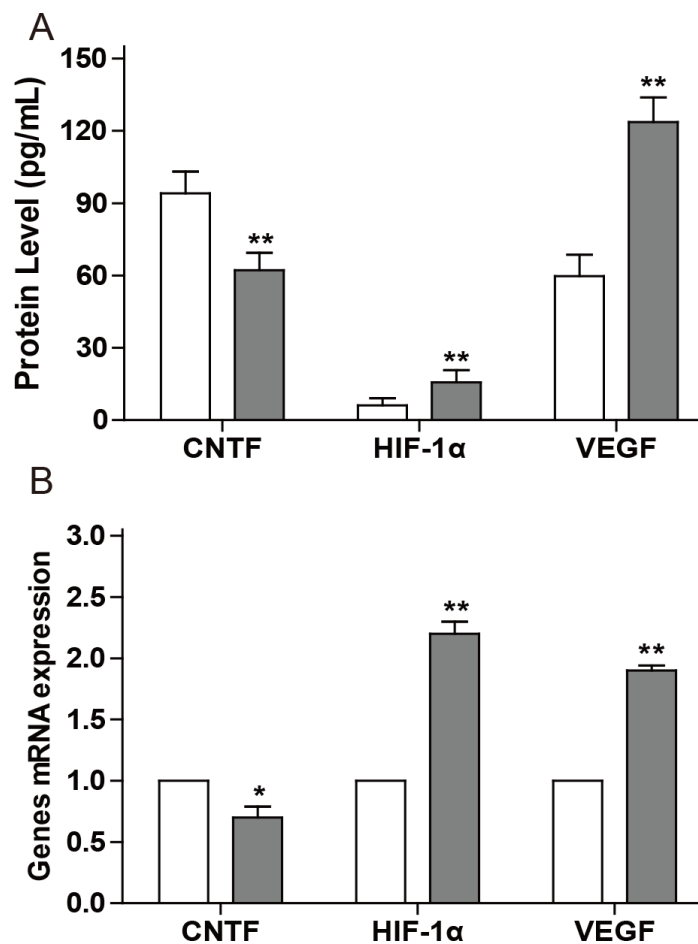 A
Protein Level (pg/mL)
150
120
90
60
30
0
**
**
**
CNTF
HIF-1α
VEGF
B
Genes mRNA expression
3.0
2.5
2.0
1.5
1.0
0.5
0.0
*
**
**
CNTF
HIF-1α
VEGF